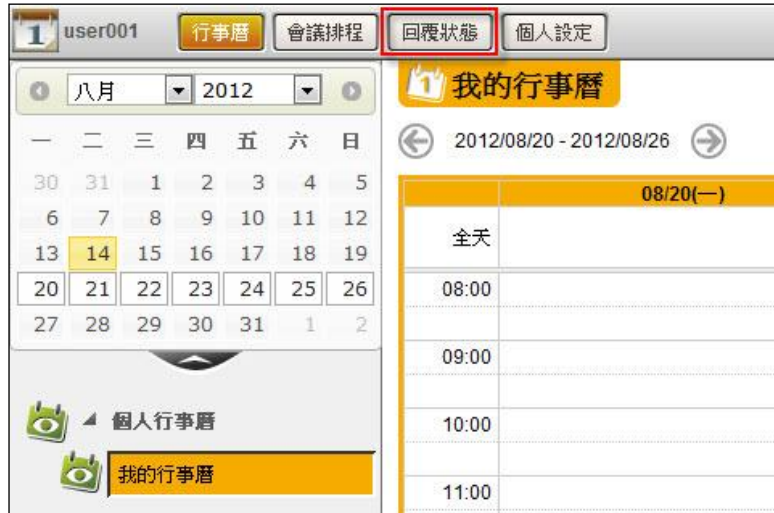 1 user001 行事曆 會議排程 回覆狀態 個人設定
八月 2012
一 二 三 四 五 六 日
30 31 1 2 3 4 5
6 7 8 9 10 11 12
13 14 15 16 17 18 19
20 21 22 23 24 25 26
27 28 29 30 31 1 2
個人行事曆
我的行事曆
1 我的行事曆
2012/08/20 - 2012/08/26
08/20(一)
全天
08:00
09:00
10:00
11:00